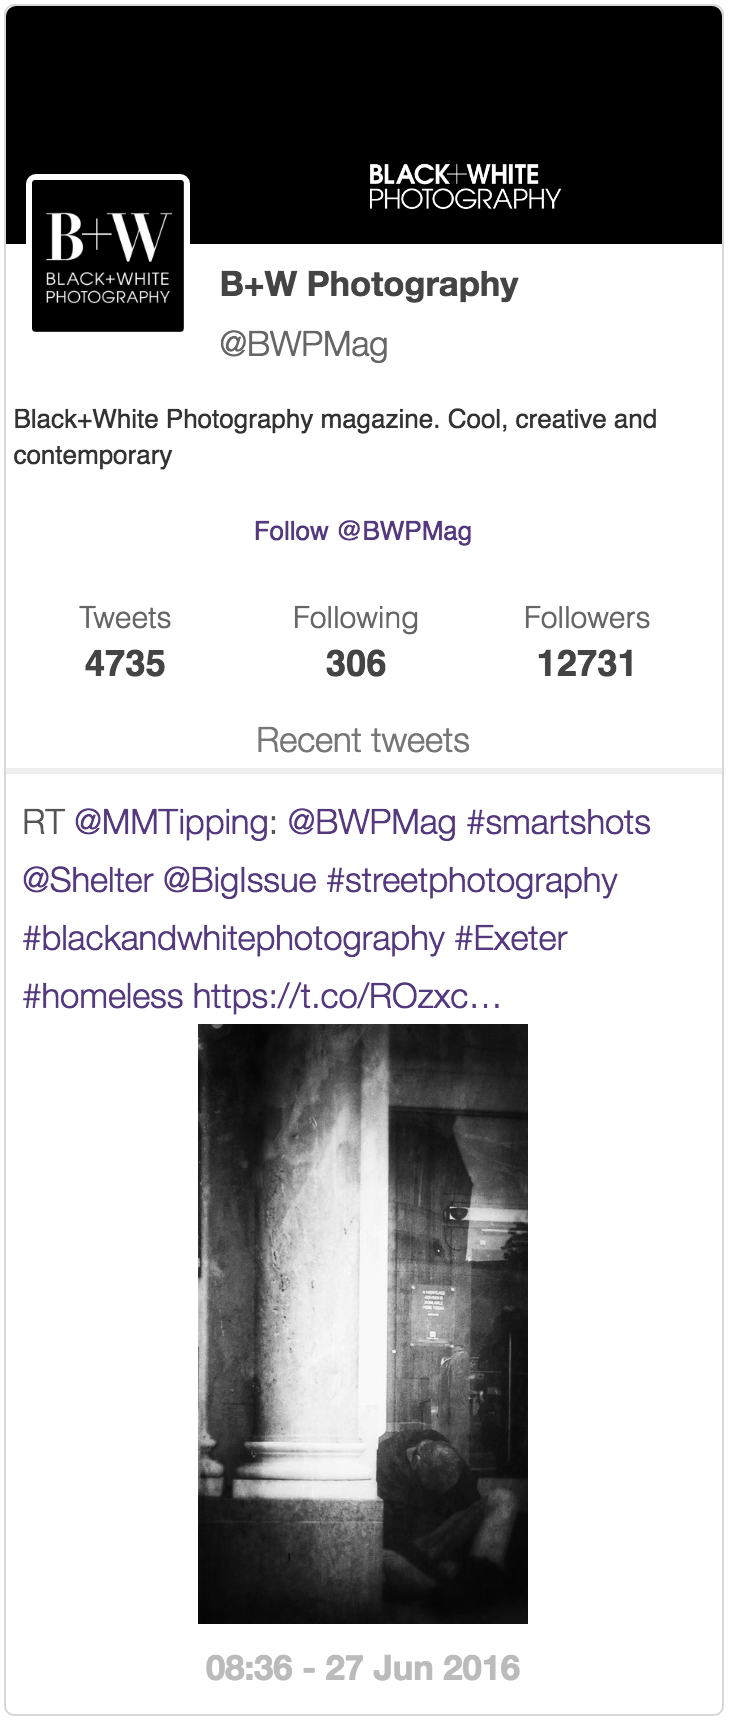 BLACK+WHITE
PHOTOGRAPHY
B+W
BLACK+WHITE
PHOTOGRAPHY
B+W Photography
@BWPMag
Black+White Photography magazine. Cool, creative and
contemporary
Follow @BWPMag
Tweets Following Followers
4735 306 12731
Recent tweets
RT @MMTipping: @BWPMag #smartshots
@Shelter @BigIssue #streetphotography
#blackandwhitephotography #Exeter
#homeless https://t.co/ROzxc…
08:36 - 27 Jun 2016